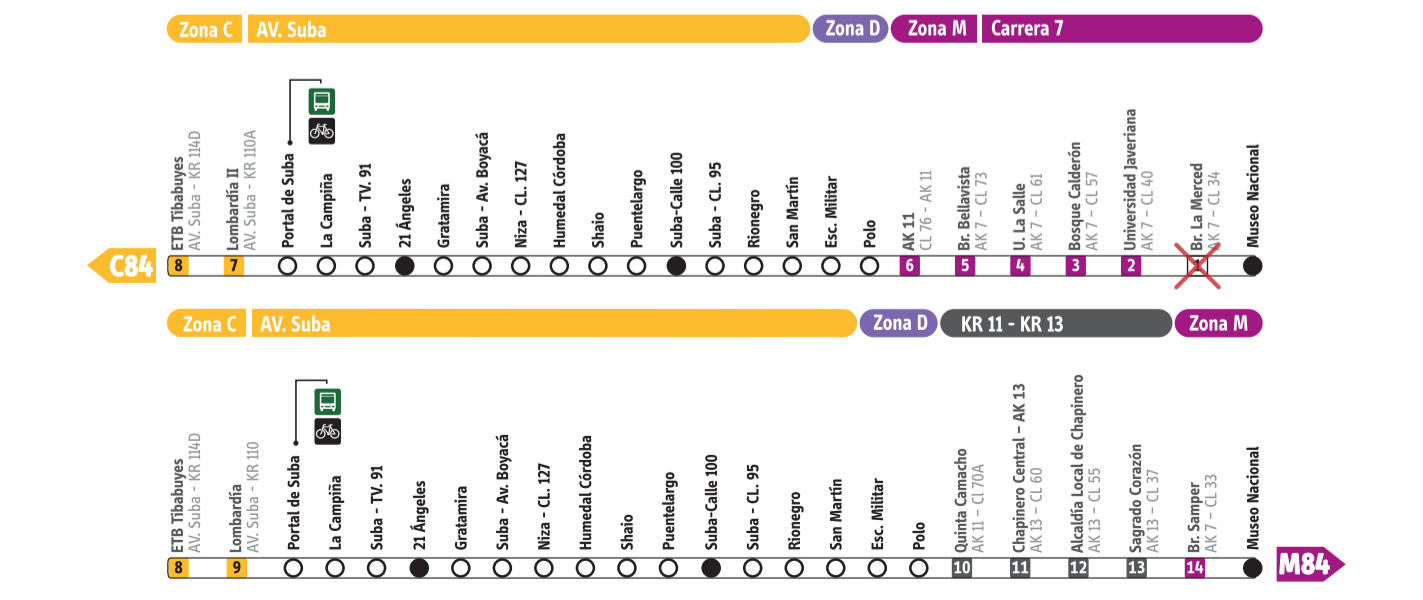 Zona C
AV. Suba
Zona D
Zona M
Carrera 7
C84
ETB Tibabuyes
AV. Suba - KR 114D
8
Lombardía II
AV. Suba - KR 110A
7
Portal de Suba
La Campiña
Suba - TV. 91
21 Ángeles
Gratamira
Suba - Av. Boyacá
Niza - CL. 127
Humedal Córdoba
Shaio
Puentelargo
Suba-Calle 100
Suba - CL. 95
Rionegro
San Martín
Esc. Militar
Polo
AK 11
CL 76 - AK 11
6
Br. Bellavista
AK 7 – CL 73
5
U. La Salle
AK 7 – CL 61
4
Bosque Calderón
AK 7 – CL 57
3
Universidad Javeriana
AK 7 – CL 40
2
Br. La Merced
AK 7 – CL 34
1
Museo Nacional
Zona C
AV. Suba
Zona D
KR 11 - KR 13
Zona M
ETB Tibabuyes
AV. Suba - KR 114D
8
Lombardía
AV. Suba - KR 110
9
Portal de Suba
La Campiña
Suba - TV. 91
21 Ángeles
Gratamira
Suba - Av. Boyacá
Niza - CL. 127
Humedal Córdoba
Shaio
Puentelargo
Suba-Calle 100
Suba - CL. 95
Rionegro
San Martín
Esc. Militar
Polo
Quinta Camacho
AK 11 – Cl 70A
10
Chapinero Central – AK 13
AK 13 – CL 60
11
Alcaldía Local de Chapinero
AK 13 – CL 55
12
Sagrado Corazón
AK 13 – CL 37
13
Br. Samper
AK 7 – CL 33
14
Museo Nacional
M84